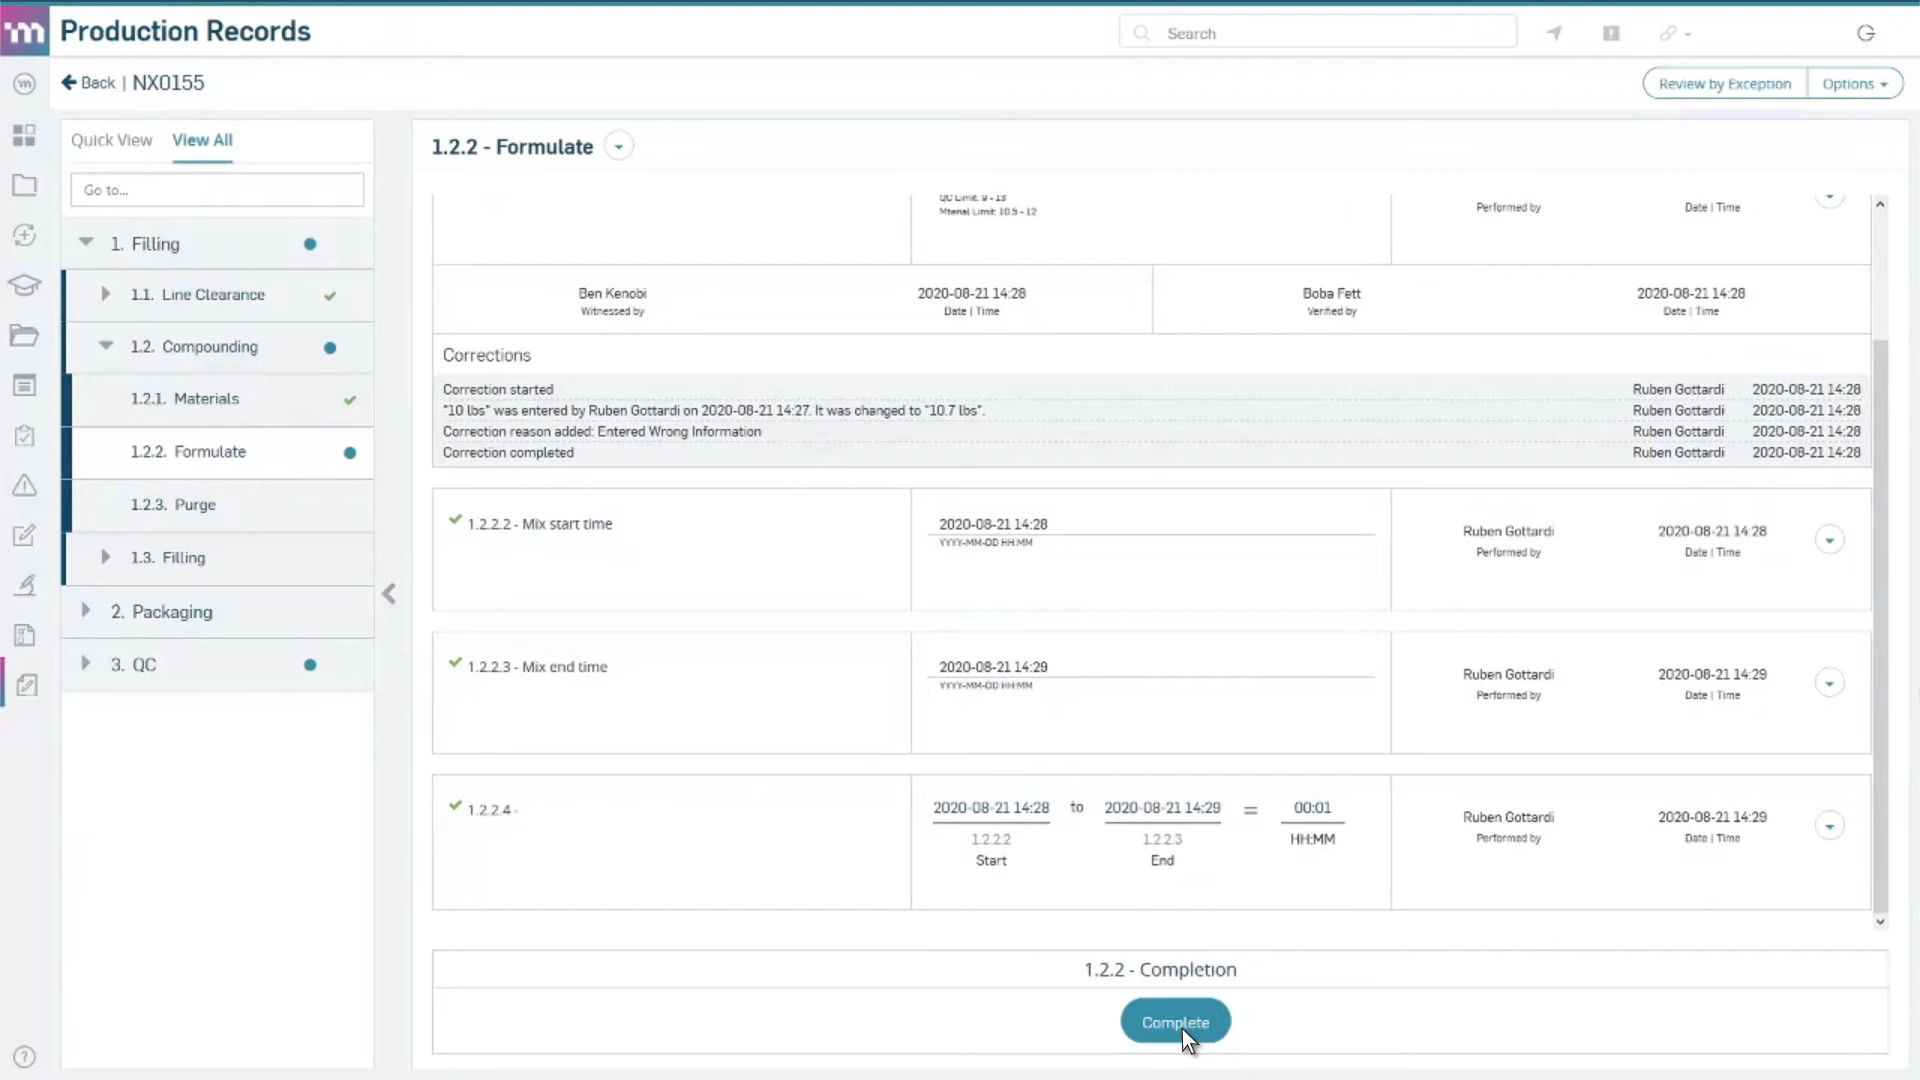 m
Production Records
Search
Back | NX0155
Review by Exception
Options
Quick View
View All
Go to...
1. Filling
1.1. Line Clearance
1.2. Compounding
1.2.1. Materials
1.2.2. Formulate
1.2.3. Purge
1.3. Filling
2. Packaging
3. QC
1.2.2 - Formulate
QC Limit: 9 - 13
Mterial Limit: 10.5 - 12
Performed by
Date | Time
Ben Kenobi
Witnessed by
2020-08-21 14:28
Date | Time
Boba Fett
Verified by
2020-08-21 14:28
Date | Time
Corrections
Correction started Ruben Gottardi 2020-08-21 14:28
"10 lbs" was entered by Ruben Gottardi on 2020-08-21 14:27. It was changed to "10.7 lbs". Ruben Gottardi 2020-08-21 14:28
Correction reason added: Entered Wrong Information Ruben Gottardi 2020-08-21 14:28
Correction completed Ruben Gottardi 2020-08-21 14:28
1.2.2.2 - Mix start time
2020-08-21 14:28
YYYY-MM-DD HH:MM
Ruben Gottardi
Performed by
2020-08-21 14:28
Date | Time
1.2.2.3 - Mix end time
2020-08-21 14:29
YYYY-MM-DD HH:MM
Ruben Gottardi
Performed by
2020-08-21 14:29
Date | Time
1.2.2.4 -
2020-08-21 14:28 to 2020-08-21 14:29 = 00:01
1.2.2.2 1.2.2.3 HH:MM
Start End
Ruben Gottardi
Performed by
2020-08-21 14:29
Date | Time
1.2.2 - Completion
Complete